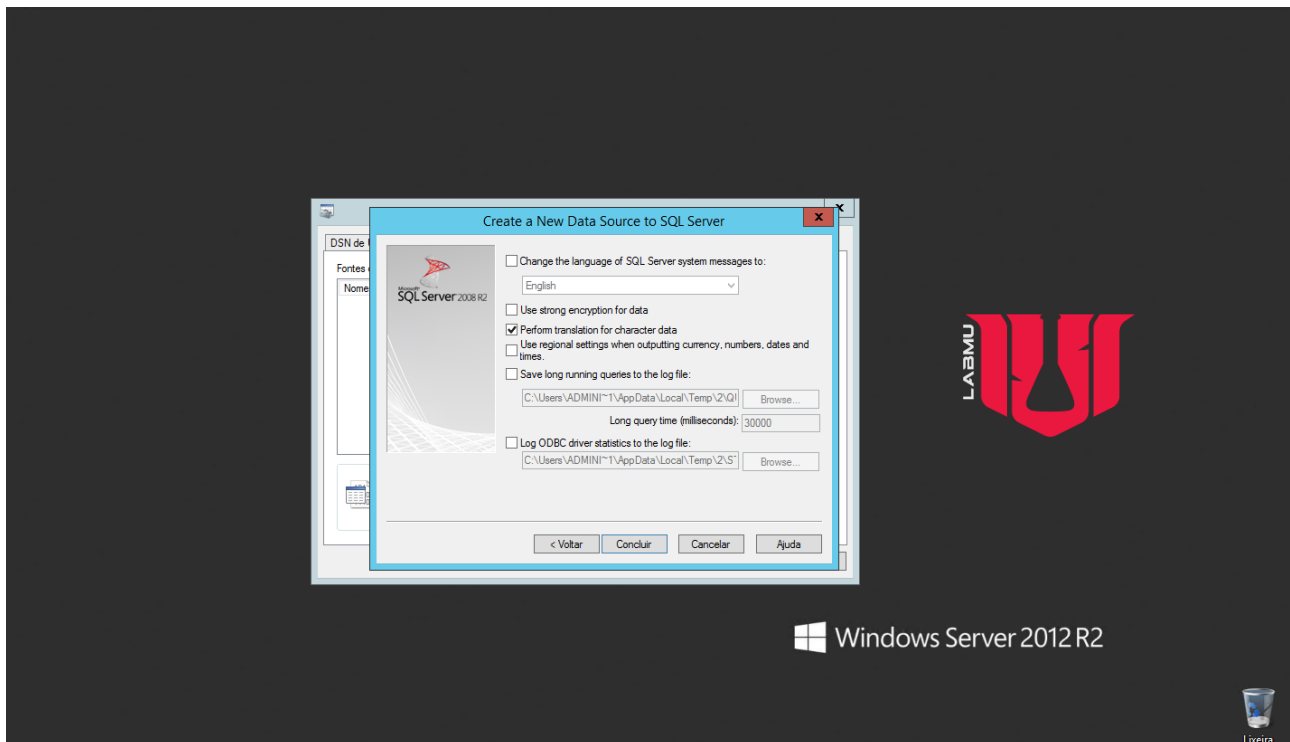 Create a New Data Source to SQL Server
x
x
DSN de
Fontes
Nome
Microsoft
SQL Server 2008 R2
Change the language of SQL Server system messages to:
English
Use strong encryption for data
Perform translation for character data
Use regional settings when outputting currency, numbers, dates and
times.
Save long running queries to the log file:
C:\Users\ADMINI~1\AppData\Local\Temp\2\Q
Browse...
Long query time (milliseconds):
30000
Log ODBC driver statistics to the log file:
C:\Users\ADMINI~1\AppData\Local\Temp\2\S
Browse...
< Voltar
Concluir
Cancelar
Ajuda
LABMU
Windows Server 2012 R2
Lixeira